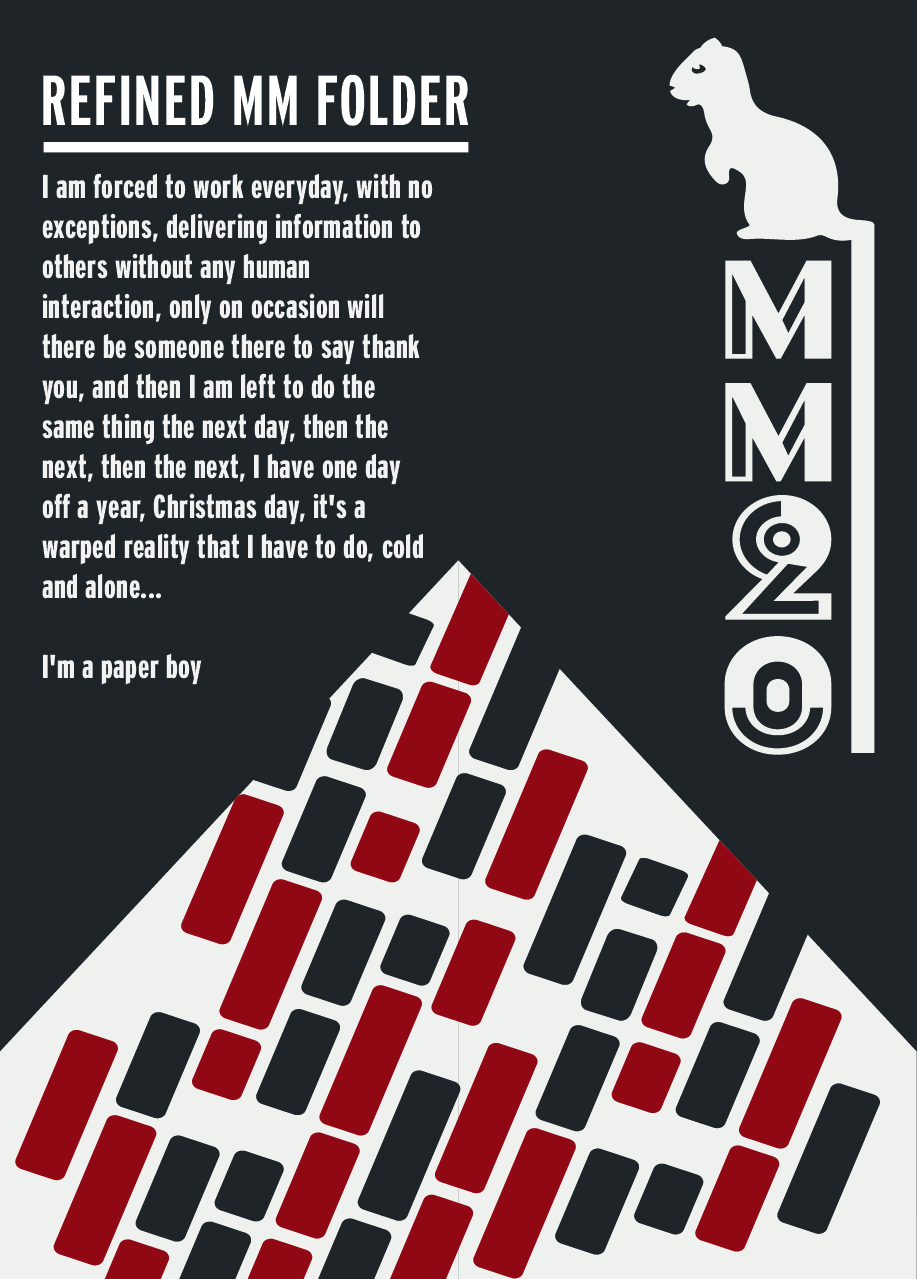 REFINED MM FOLDER
I am forced to work everyday, with no
exceptions, delivering information to
others without any human
interaction, only on occasion will
there be someone there to say thank
you, and then I am left to do the
same thing the next day, then the
next, then the next, I have one day
off a year, Christmas day, it's a
warped reality that I have to do, cold
and alone...
I'm a paper boy
M
M
2
0